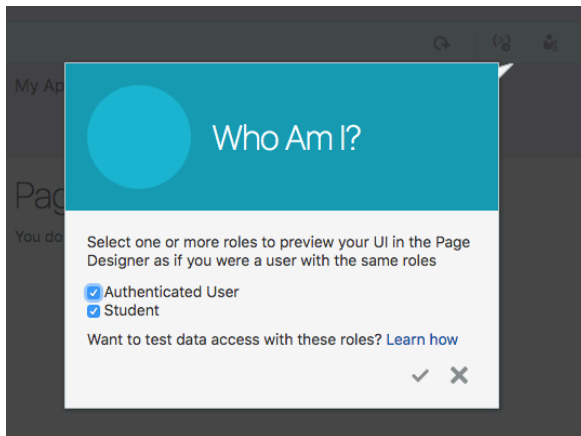 My Ap
Who Am I?
Pag
You do
Select one or more roles to preview your UI in the Page
Designer as if you were a user with the same roles
Authenticated User
Student
Want to test data access with these roles? Learn how